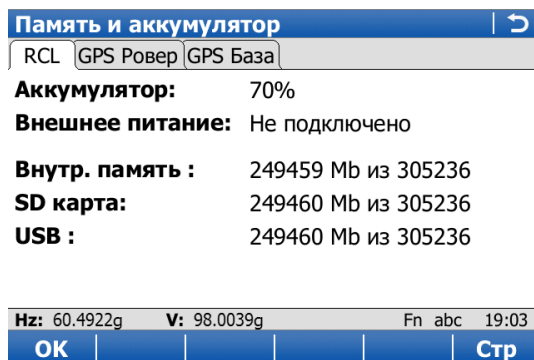 Память и аккумулятор
RCL GPS Ровер GPS База
Аккумулятор: 70%
Внешнее питание: Не подключено
Внутр. память : 249459 Mb из 305236
SD карта: 249460 Mb из 305236
USB : 249460 Mb из 305236
Hz: 60.4922g V: 98.0039g Fn abc 19:03
OK Стр